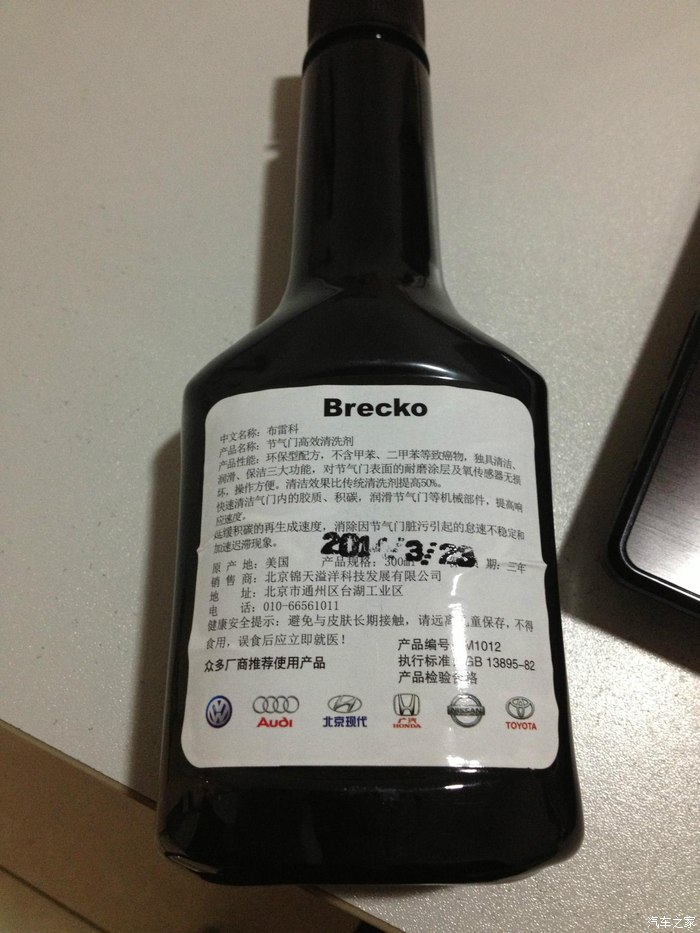 Brecko
中文名称：布雷科
产品名称：节气门高效清洗剂
产品性能：环保型配方，不含甲苯、二甲苯等致癌物，独具清洁、
润滑、保洁三大功能，对节气门表面的耐磨涂层及氧传感器无损
坏，操作方便。清洁效果比传统清洗剂提高50%。
快速清洁气门内的胶质、积碳，润滑节气门等机械部件，提高响
应速度。
延缓积碳的再生成速度，消除因节气门脏污引起的怠速不稳定和
加速迟滞现象。
原 产 地：美国 产品规格：300ml 期：三年
销 售 商：北京锦天溢洋科技发展有限公司
地 址：北京市通州区台湖工业区
电 话：010-66561011
健康安全提示：避免与皮肤长期接触，请远离儿童保存，不得
食用，误食后应立即就医！
产品编号 M1012
众多厂商推荐使用产品 执行标准 GB 13895-82
产品检验合格
Audi
北京现代
广汽
HONDA
NISSAN
TOYOTA
汽车之家